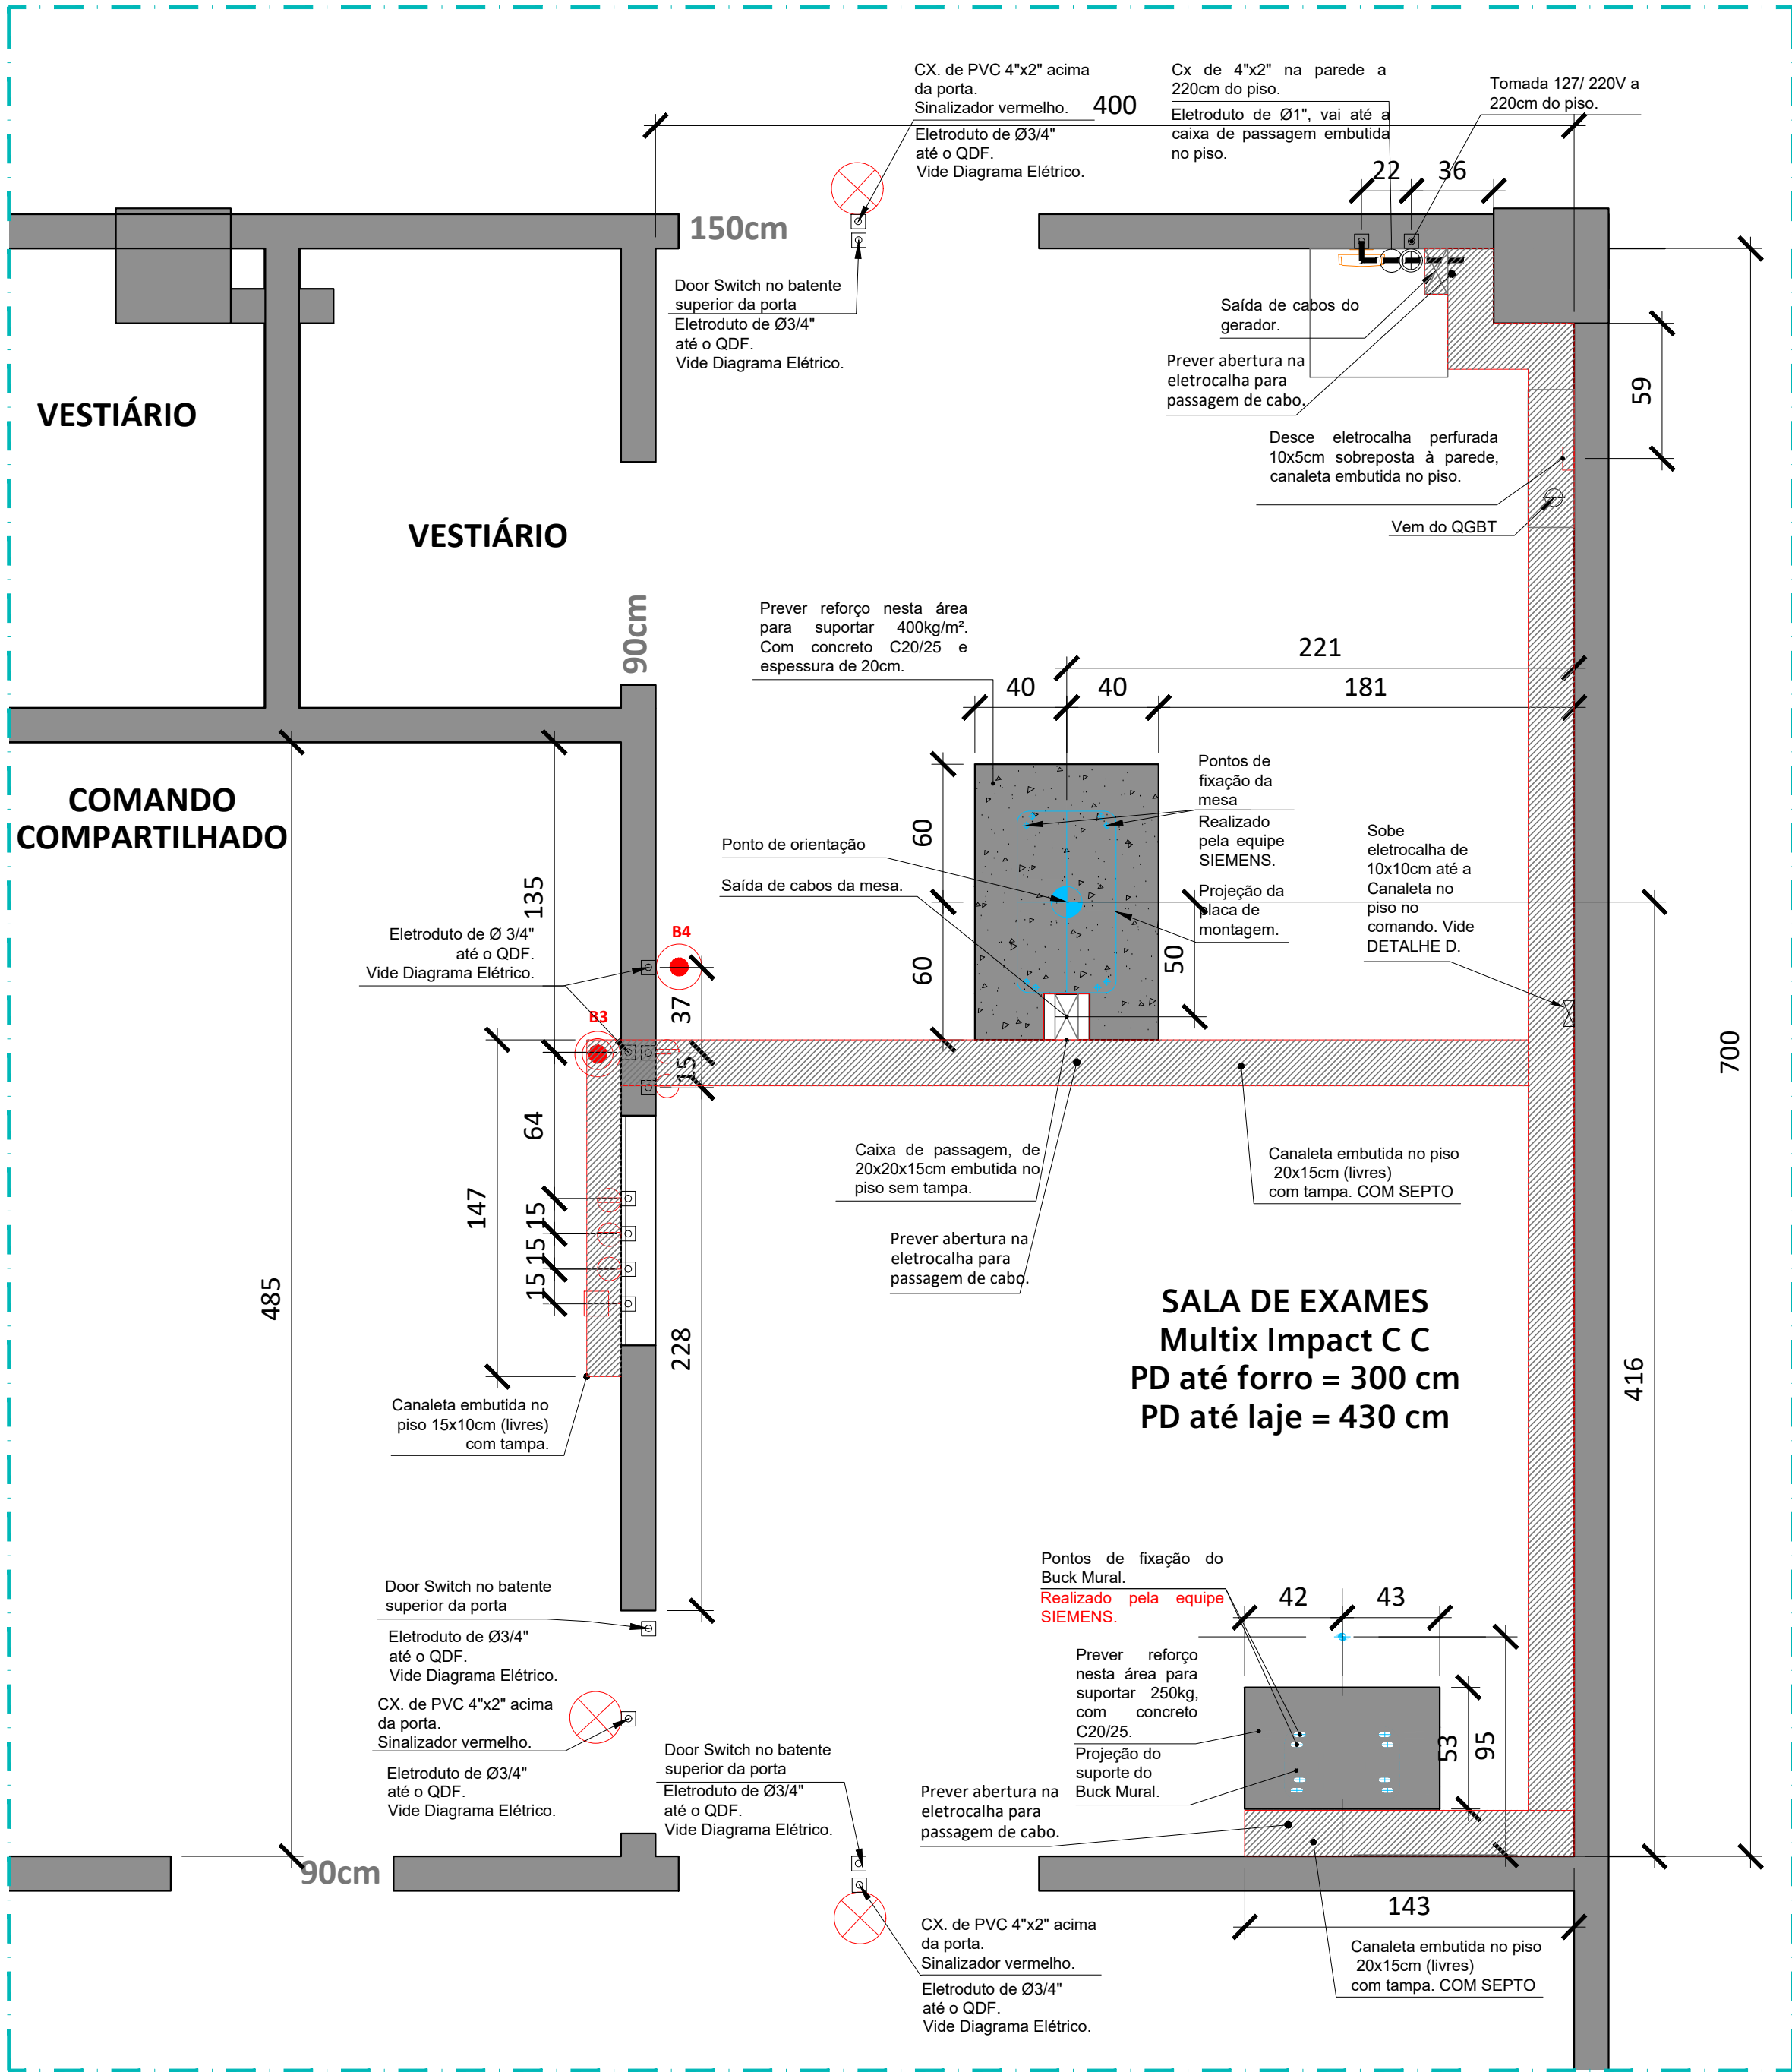 CX. de PVC 4"x2" acima
da porta.
Sinalizador vermelho.
Eletroduto de Ø3/4"
até o QDF.
Vide Diagrama Elétrico.
400
Cx de 4"x2" na parede a
220cm do piso.
Eletroduto de Ø1", vai até a
caixa de passagem embutida
no piso.
Tomada 127/ 220V a
220cm do piso.
22
36
150cm
Door Switch no batente
superior da porta
Eletroduto de Ø3/4"
até o QDF.
Vide Diagrama Elétrico.
Saída de cabos do
gerador.
Prever abertura na
eletrocalha para
passagem de cabo.
59
VESTIÁRIO
VESTIÁRIO
Desce eletrocalha perfurada
10x5cm sobreposta à parede,
canaleta embutida no piso.
Vem do QGBT
90cm
Prever reforço nesta área
para suportar 400kg/m².
Com concreto C20/25 e
espessura de 20cm.
221
40
40
181
COMANDO
COMPARTILHADO
Pontos de
fixação da
mesa
Realizado
pela equipe
SIEMENS.
Projeção da
placa de
montagem.
60
60
50
Ponto de orientação
Saída de cabos da mesa.
Sobe
eletrocalha de
10x10cm até a
Canaleta no
piso no
comando. Vide
DETALHE D.
135
Eletroduto de Ø 3/4"
até o QDF.
Vide Diagrama Elétrico.
B4
37
B3
15
700
64
147
15
15
15
485
228
Caixa de passagem, de
20x20x15cm embutida no
piso sem tampa.
Canaleta embutida no piso
20x15cm (livres)
com tampa. COM SEPTO
Prever abertura na
eletrocalha para
passagem de cabo.
SALA DE EXAMES
Multix Impact C C
PD até forro = 300 cm
PD até laje = 430 cm
416
Canaleta embutida no
piso 15x10cm (livres)
com tampa.
Door Switch no batente
superior da porta
Eletroduto de Ø3/4"
até o QDF.
Vide Diagrama Elétrico.
CX. de PVC 4"x2" acima
da porta.
Sinalizador vermelho.
Eletroduto de Ø3/4"
até o QDF.
Vide Diagrama Elétrico.
Pontos de fixação do
Buck Mural.
Realizado pela equipe
SIEMENS.
42
43
Prever reforço
nesta área para
suportar 250kg,
com concreto
C20/25.
Projeção do
suporte do
Buck Mural.
53
95
Door Switch no batente
superior da porta
Eletroduto de Ø3/4"
até o QDF.
Vide Diagrama Elétrico.
Prever abertura na
eletrocalha para
passagem de cabo.
90cm
143
CX. de PVC 4"x2" acima
da porta.
Sinalizador vermelho.
Eletroduto de Ø3/4"
até o QDF.
Vide Diagrama Elétrico.
Canaleta embutida no piso
20x15cm (livres)
com tampa. COM SEPTO